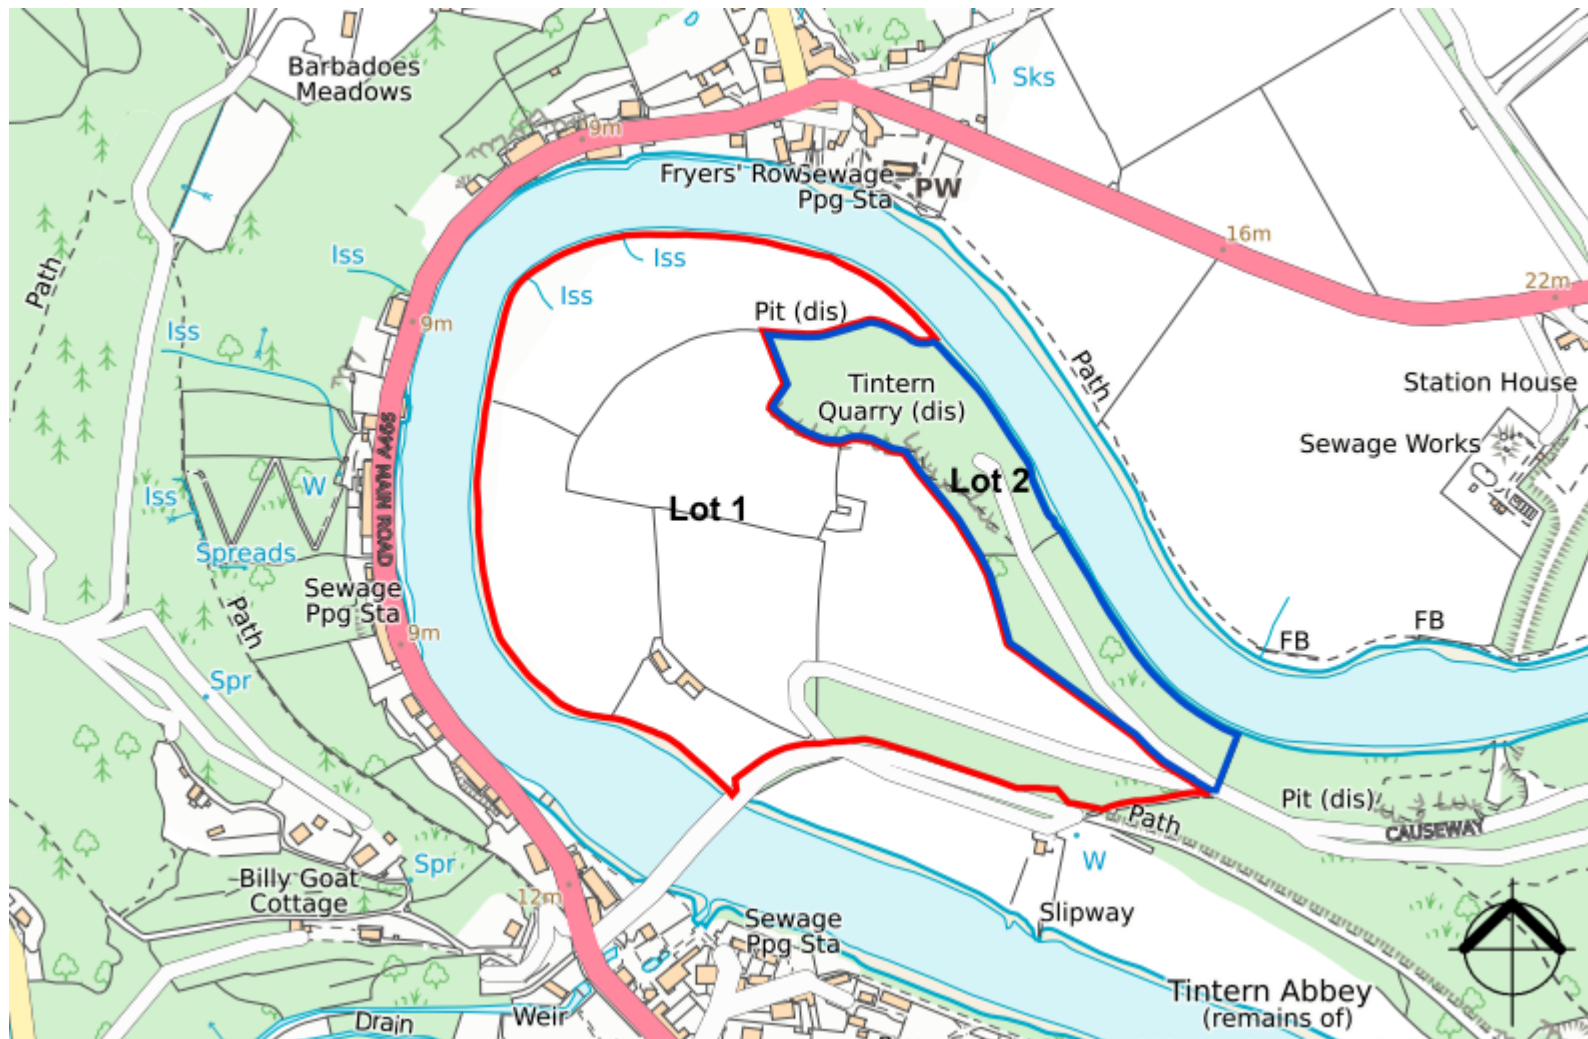 Barbadoes
Meadows
Sks
9m
Fryers' Row
Sewage
Ppg Sta
PW
16m
Iss
Iss
Path
22m
Iss
Pit (dis)
9m
Iss
Path
Tintern
Quarry (dis)
Station House
A466 MAIN ROAD
Sewage Works
W
Iss
Lot 2
Lot 1
Spreads
Sewage
Ppg Sta
Path
9m
FB
FB
Spr
Pit (dis)
Path
CAUSEWAY
W
Spr
Billy Goat
Cottage
12m
Slipway
Sewage
Ppg Sta
Tintern Abbey
(remains of)
Weir
Drain